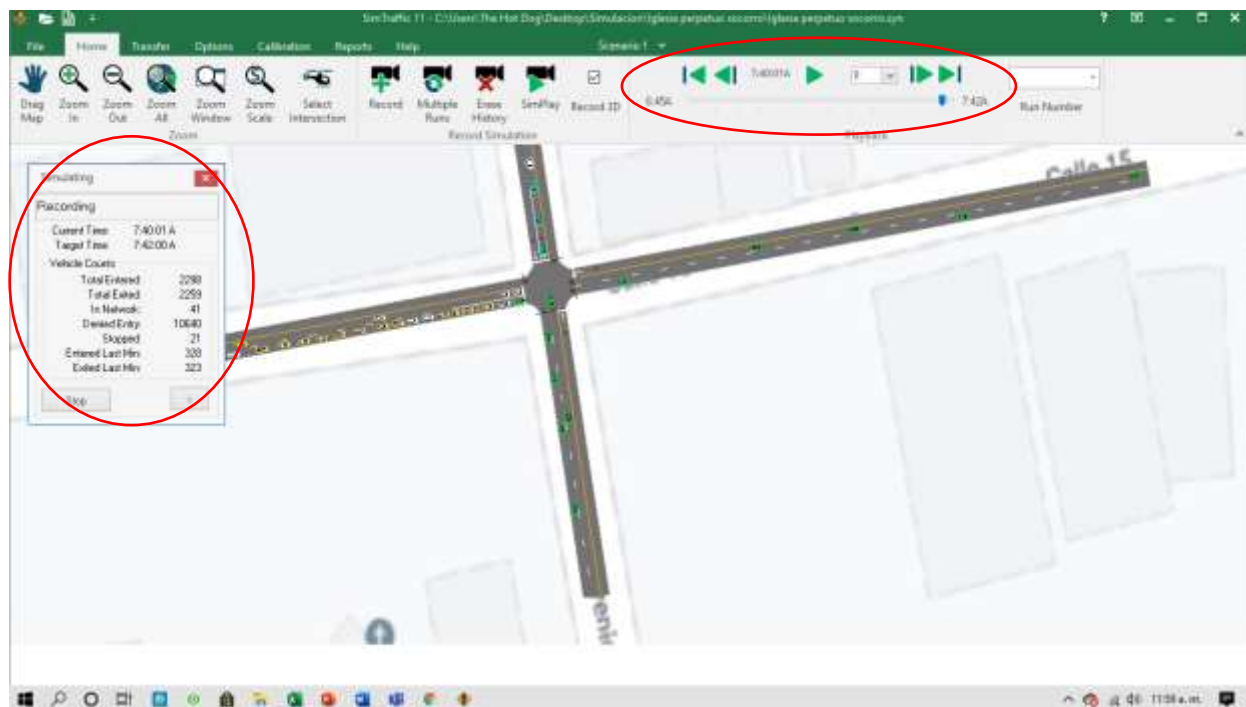 SimTraffic 11 - C:\Users\The Hot Dog\Desktop\Simulacion\Iglesia perpetuo socorro\Iglesia perpetuo socorro.syn
File Home Transfer Options Calibration Reports Help Scenario 1
Drag Map
Zoom In
Zoom Out
Zoom All
Zoom Window
Zoom Scale
Select Intersection
Zoom
Record
Multiple Runs
Erase History
SimPlay
Record 3D
Record Simulation
7:40:01A
6:45A 7:42A
Playback
Run Number
Simulating
Recording
Current Time: 7:40:01 A
Target Time: 7:42:00 A
Vehicle Counts
Total Entered: 2298
Total Exited: 2259
In Network: 41
Denied Entry: 10640
Stopped: 21
Entered Last Min: 328
Exited Last Min: 323
Stop
Calle 15
11:58 a. m.